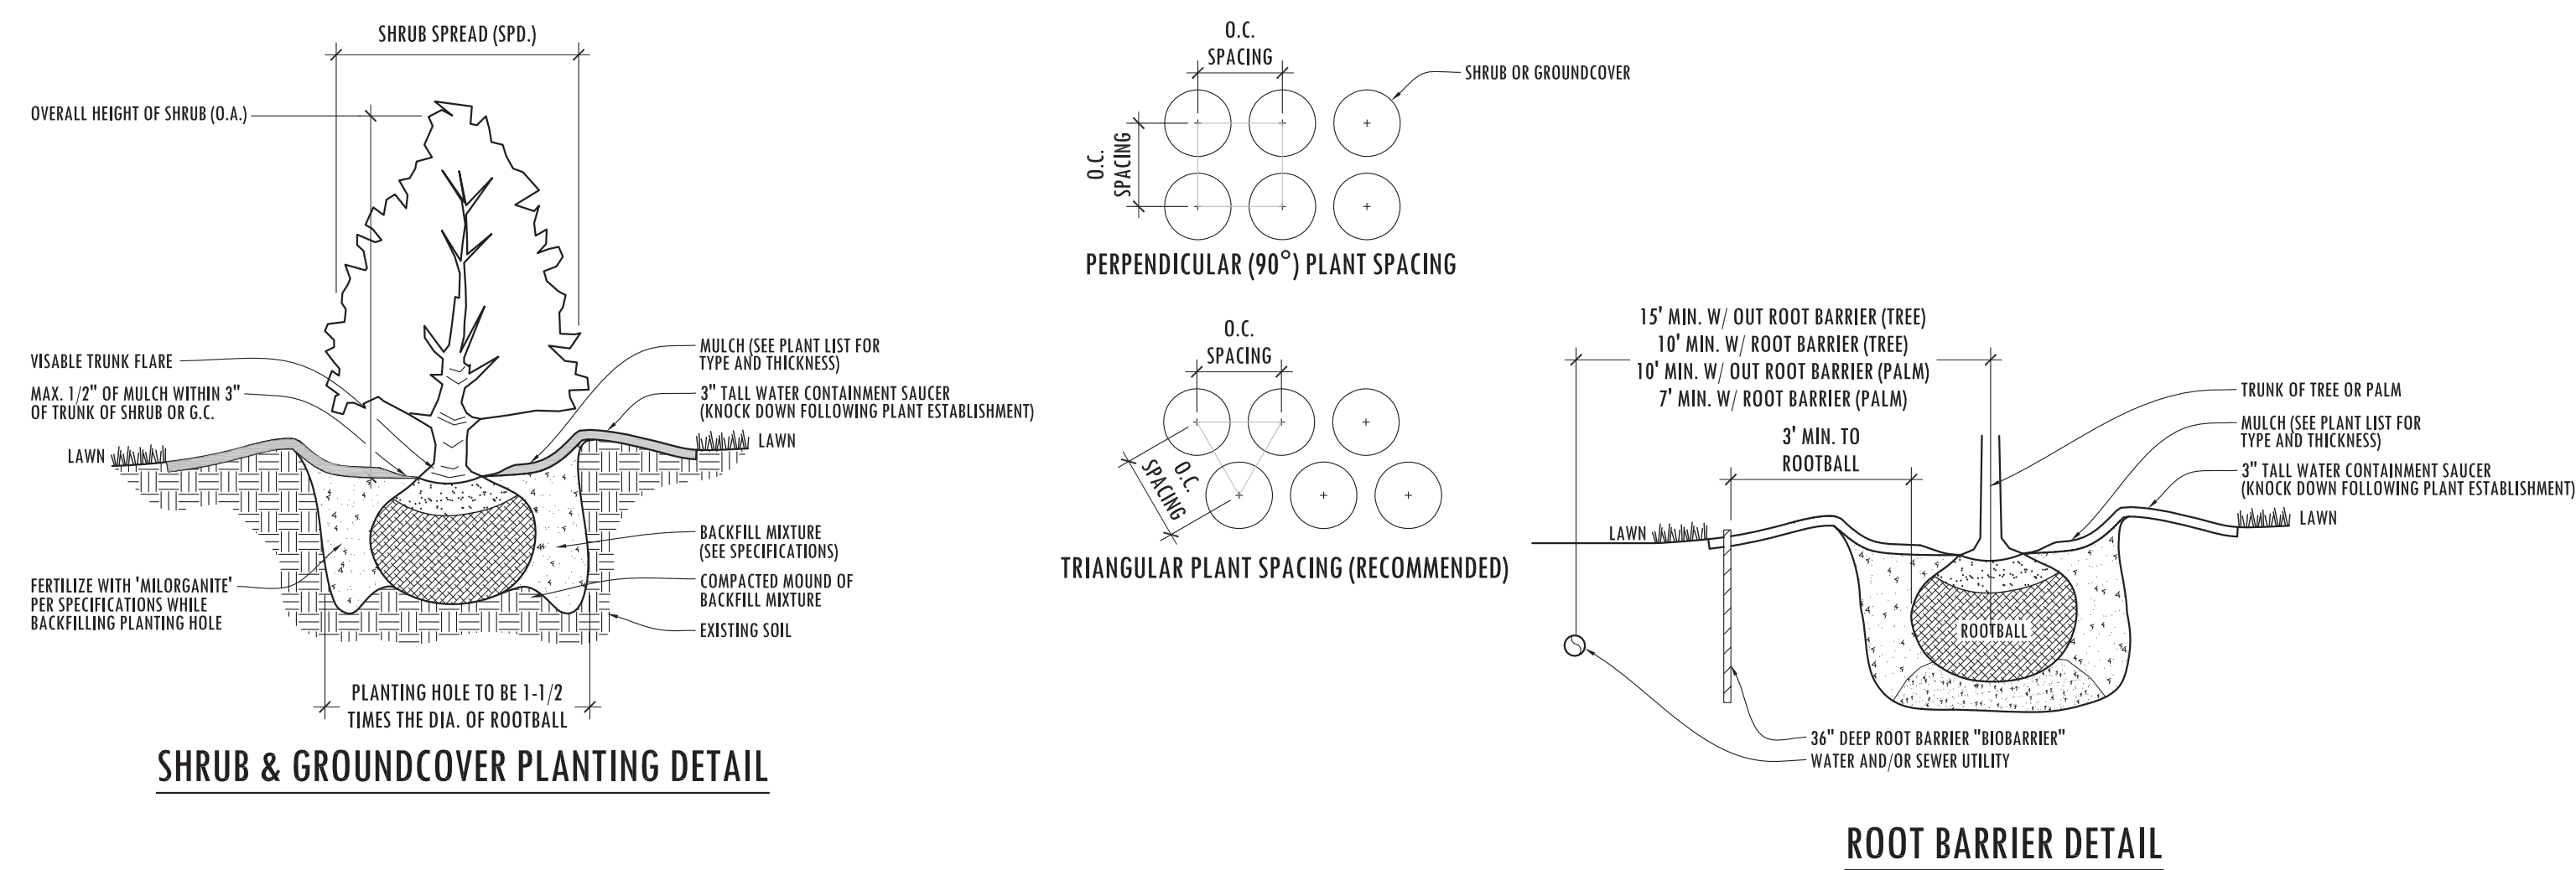 SHRUB SPREAD (SPD.)
OVERALL HEIGHT OF SHRUB (O.A.)
VISABLE TRUNK FLARE
MAX. 1/2" OF MULCH WITHIN 3"
OF TRUNK OF SHRUB OR G.C.
LAWN
FERTILIZE WITH 'MILORGANITE'
PER SPECIFICATIONS WHILE
BACKFILLING PLANTING HOLE
MULCH (SEE PLANT LIST FOR
TYPE AND THICKNESS)
3" TALL WATER CONTAINMENT SAUCER
(KNOCK DOWN FOLLOWING PLANT ESTABLISHMENT)
LAWN
BACKFILL MIXTURE
(SEE SPECIFICATIONS)
COMPACTED MOUND OF
BACKFILL MIXTURE
EXISTING SOIL
PLANTING HOLE TO BE 1-1/2
TIMES THE DIA. OF ROOTBALL
SHRUB & GROUNDCOVER PLANTING DETAIL
O.C.
SPACING
SHRUB OR GROUNDCOVER
O.C.
SPACING
PERPENDICULAR (90°) PLANT SPACING
O.C.
SPACING
O.C.
SPACING
TRIANGULAR PLANT SPACING (RECOMMENDED)
15' MIN. W/ OUT ROOT BARRIER (TREE)
10' MIN. W/ ROOT BARRIER (TREE)
10' MIN. W/ OUT ROOT BARRIER (PALM)
7' MIN. W/ ROOT BARRIER (PALM)
3' MIN. TO
ROOTBALL
TRUNK OF TREE OR PALM
MULCH (SEE PLANT LIST FOR
TYPE AND THICKNESS)
3" TALL WATER CONTAINMENT SAUCER
(KNOCK DOWN FOLLOWING PLANT ESTABLISHMENT)
LAWN
LAWN
ROOTBALL
36" DEEP ROOT BARRIER "BIOBARRIER"
WATER AND/OR SEWER UTILITY
ROOT BARRIER DETAIL